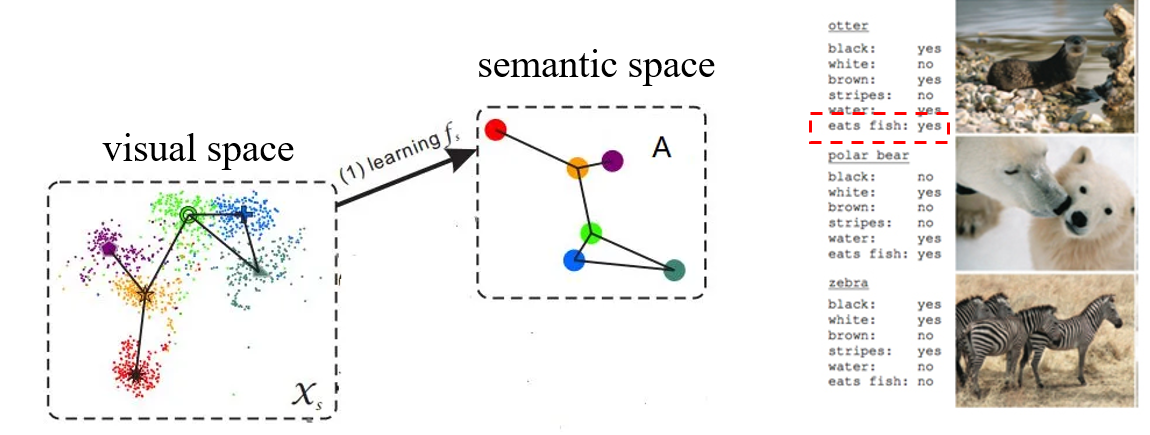 visual space
x_s
(1) learning f_s
semantic space
A
otter
black: yes
white: no
brown: yes
stripes: no
water: yes
eats fish: yes
polar bear
black: no
white: yes
brown: no
stripes: no
water: yes
eats fish: yes
zebra
black: yes
white: yes
brown: no
stripes: yes
water: no
eats fish: no